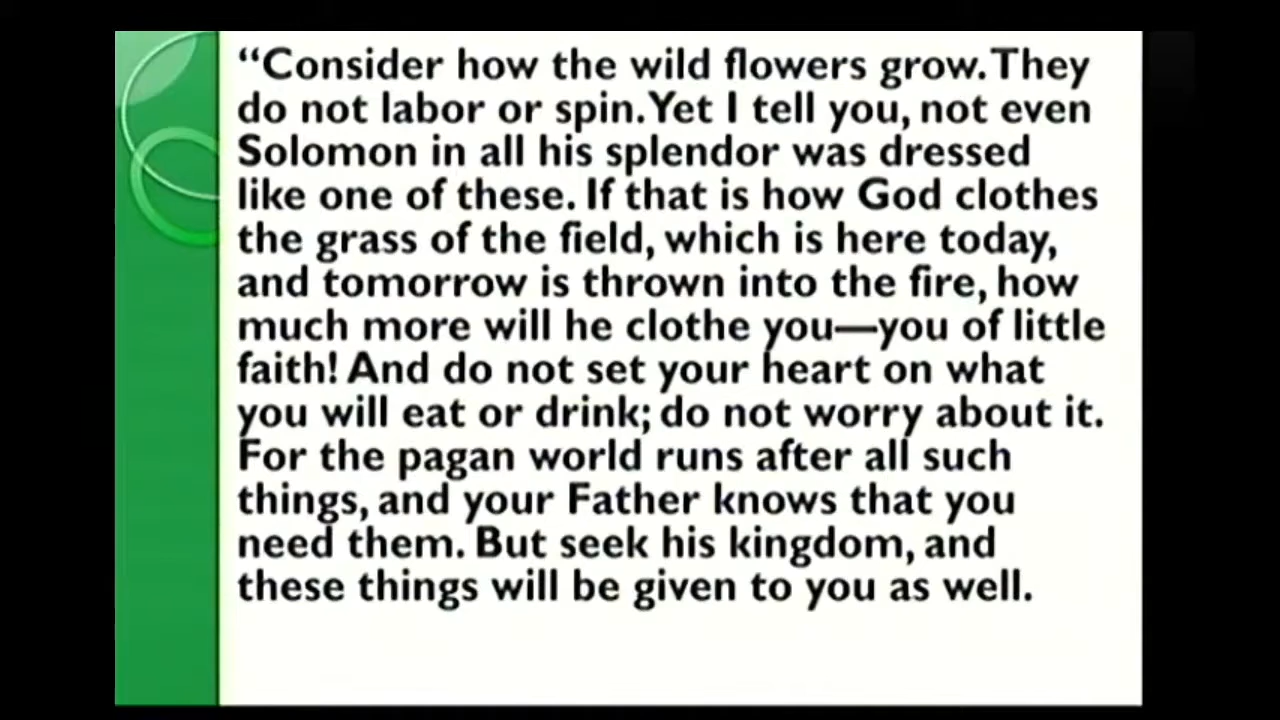 “Consider how the wild flowers grow. They
do not labor or spin. Yet I tell you, not even
Solomon in all his splendor was dressed
like one of these. If that is how God clothes
the grass of the field, which is here today,
and tomorrow is thrown into the fire, how
much more will he clothe you—you of little
faith! And do not set your heart on what
you will eat or drink; do not worry about it.
For the pagan world runs after all such
things, and your Father knows that you
need them. But seek his kingdom, and
these things will be given to you as well.